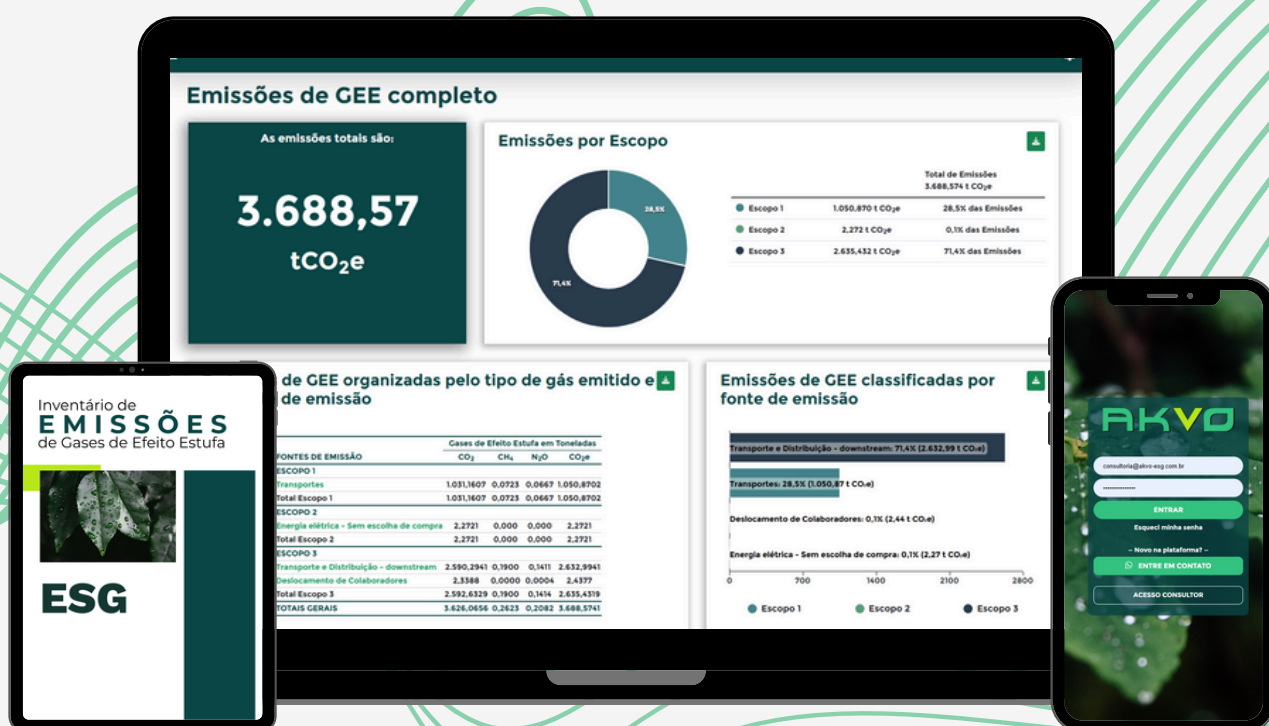 Emissões de GEE completo
As emissões totais são:
3.688,57
tCO₂e
Emissões por Escopo
28,5%
71,4%
Total de Emissões
3.688,574 t CO₂e
Escopo 1 1.050,870 t CO₂e 28,5% das Emissões
Escopo 2 2,272 t CO₂e 0,1% das Emissões
Escopo 3 2.635,432 t CO₂e 71,4% das Emissões
de GEE organizadas pelo tipo de gás emitido e
de emissão
Gases de Efeito Estufa em Toneladas
FONTES DE EMISSÃO CO₂ CH₄ N₂O CO₂e
ESCOPO 1
Transportes 1.031,1607 0,0723 0,0667 1.050,8702
Total Escopo 1 1.031,1607 0,0723 0,0667 1.050,8702
ESCOPO 2
Energia elétrica - Sem escolha de compra 2,2721 0,000 0,000 2,2721
Total Escopo 2 2,2721 0,000 0,000 2,2721
ESCOPO 3
Transporte e Distribuição - downstream 2.590,2941 0,1900 0,1411 2.632,9941
Deslocamento de Colaboradores 2,3388 0,0000 0,0004 2,4377
Total Escopo 3 2.592,6329 0,1900 0,1414 2.635,4319
TOTAIS GERAIS 3.626,0656 0,2623 0,2082 3.688,5741
Emissões de GEE classificadas por
fonte de emissão
Transporte e Distribuição - downstream: 71,4% (2.632,99 t CO₂e)
Transportes: 28,5% (1.050,87 t CO₂e)
Deslocamento de Colaboradores: 0,1% (2,44 t CO₂e)
Energia elétrica - Sem escolha de compra: 0,1% (2,27 t CO₂e)
0 700 1400 2100 2800
Escopo 1 Escopo 2 Escopo 3
Inventário de
EMISSÕES
de Gases de Efeito Estufa
ESG
AKVO
consultoria@akvo-esg.com.br
ENTRAR
Esqueci minha senha
— Novo na plataforma? —
ENTRE EM CONTATO
ACESSO CONSULTOR